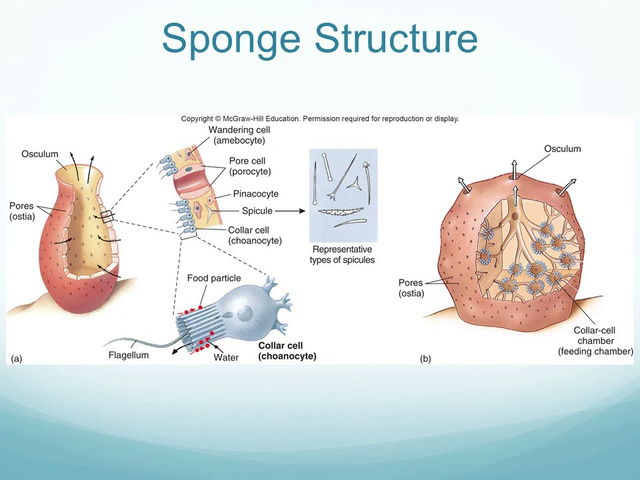 Sponge Structure
Copyright © McGraw-Hill Education. Permission required for reproduction or display.
Wandering cell
(amebocyte)
Osculum
Pore cell
(porocyte)
Pores
(ostia)
Pinacocyte
Spicule
Collar cell
(choanocyte)
Representative
types of spicules
Food particle
Flagellum
Water
Collar cell
(choanocyte)
(a)
Osculum
Pores
(ostia)
Collar-cell
chamber
(feeding chamber)
(b)